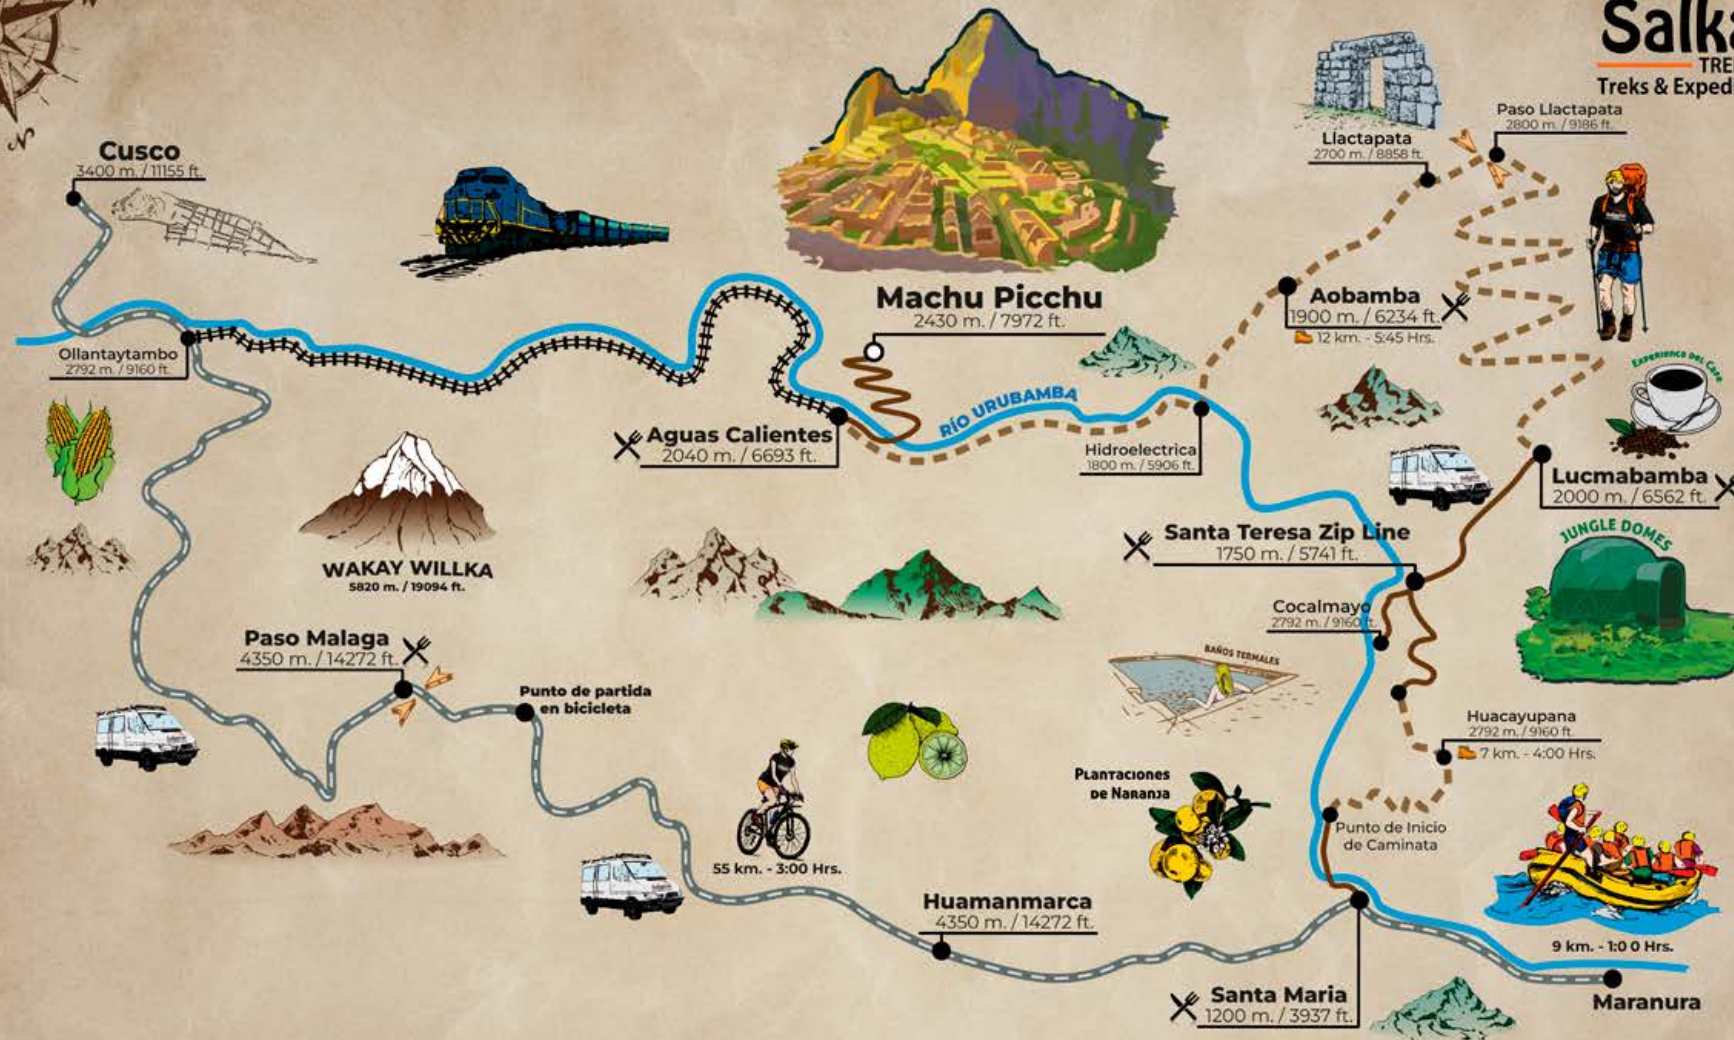 Salka
TRE
Treks & Exped
N
Cusco
3400 m. / 11155 ft.
Paso Llactapata
2800 m. / 9186 ft.
Llactapata
2700 m. / 8858 ft.
Machu Picchu
2430 m. / 7972 ft.
Aobamba
1900 m. / 6234 ft.
12 km. - 5:45 Hrs.
Ollantaytambo
2792 m. / 9160 ft.
Experience del Cafe
RÍO URUBAMBA
Aguas Calientes
2040 m. / 6693 ft.
Hidroelectrica
1800 m. / 5906 ft.
Lucmabamba
2000 m. / 6562 ft.
JUNGLE DOMES
Santa Teresa Zip Line
1750 m. / 5741 ft.
WAKAY WILLKA
5820 m. / 19094 ft.
Cocalmayo
2792 m. / 9160 ft.
Paso Malaga
4350 m. / 14272 ft.
BAÑOS TERMALES
Punto de partida
en bicicleta
Huacayupana
2792 m. / 9160 ft.
7 km. - 4:00 Hrs.
Plantaciones
de Naranja
Punto de Inicio
de Caminata
55 km. - 3:00 Hrs.
Huamanmarca
4350 m. / 14272 ft.
9 km. - 1:0 0 Hrs.
Santa Maria
1200 m. / 3937 ft.
Maranura